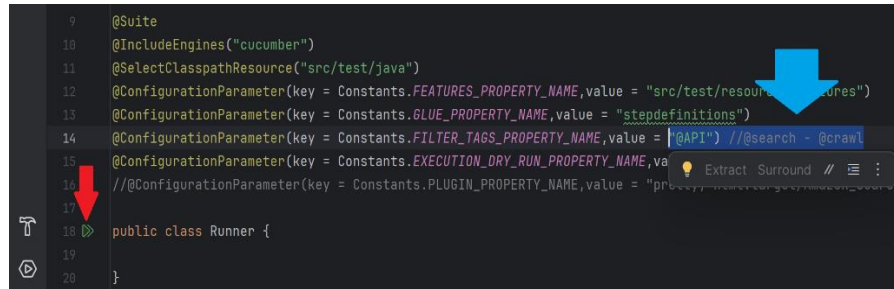 9 @Suite
10 @IncludeEngines("cucumber")
11 @SelectClasspathResource("src/test/java")
12 @ConfigurationParameter(key = Constants.FEATURES_PROPERTY_NAME,value = "src/test/resour ures")
13 @ConfigurationParameter(key = Constants.GLUE_PROPERTY_NAME,value = "stepdefinitions")
14 @ConfigurationParameter(key = Constants.FILTER_TAGS_PROPERTY_NAME,value = "@API") //@search - @crawl
15 @ConfigurationParameter(key = Constants.EXECUTION_DRY_RUN_PROPERTY_NAME,va
Extract Surround //
16 //@ConfigurationParameter(key = Constants.PLUGIN_PROPERTY_NAME,value = "pretty,
17
18 public class Runner {
19
20 }